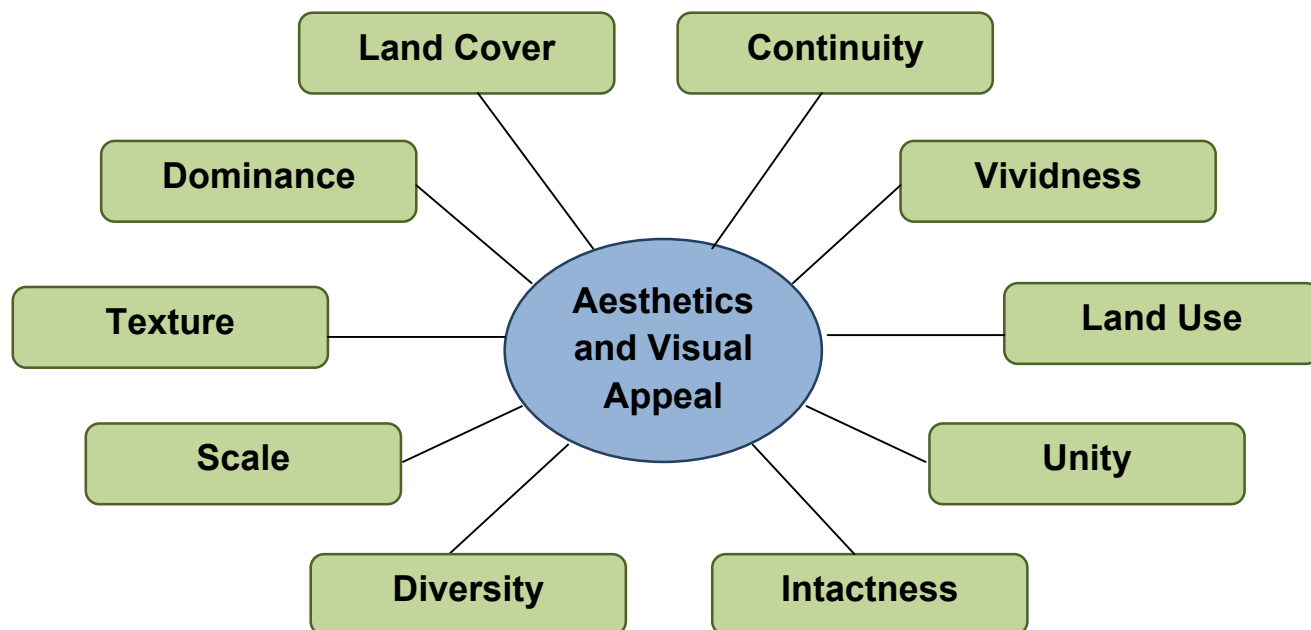 Land Cover
Continuity
Dominance
Vividness
Aesthetics
and Visual
Appeal
Texture
Land Use
Scale
Unity
Diversity
Intactness